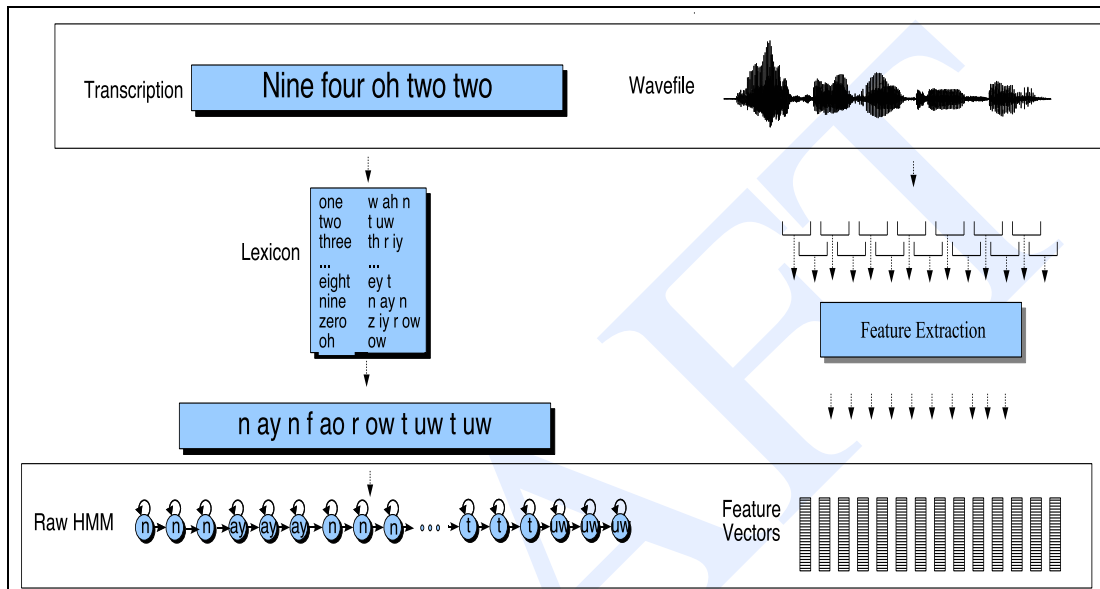 Transcription
Nine four oh two two
Wavefile
Lexicon
one w ah n
two t uw
three th r iy
... ...
eight ey t
nine n ay n
zero z iy r ow
oh ow
Feature Extraction
n ay n f ao r ow t uw t uw
Raw HMM
n n n ay ay ay n n n t t t uw uw uw
Feature
Vectors
AFT